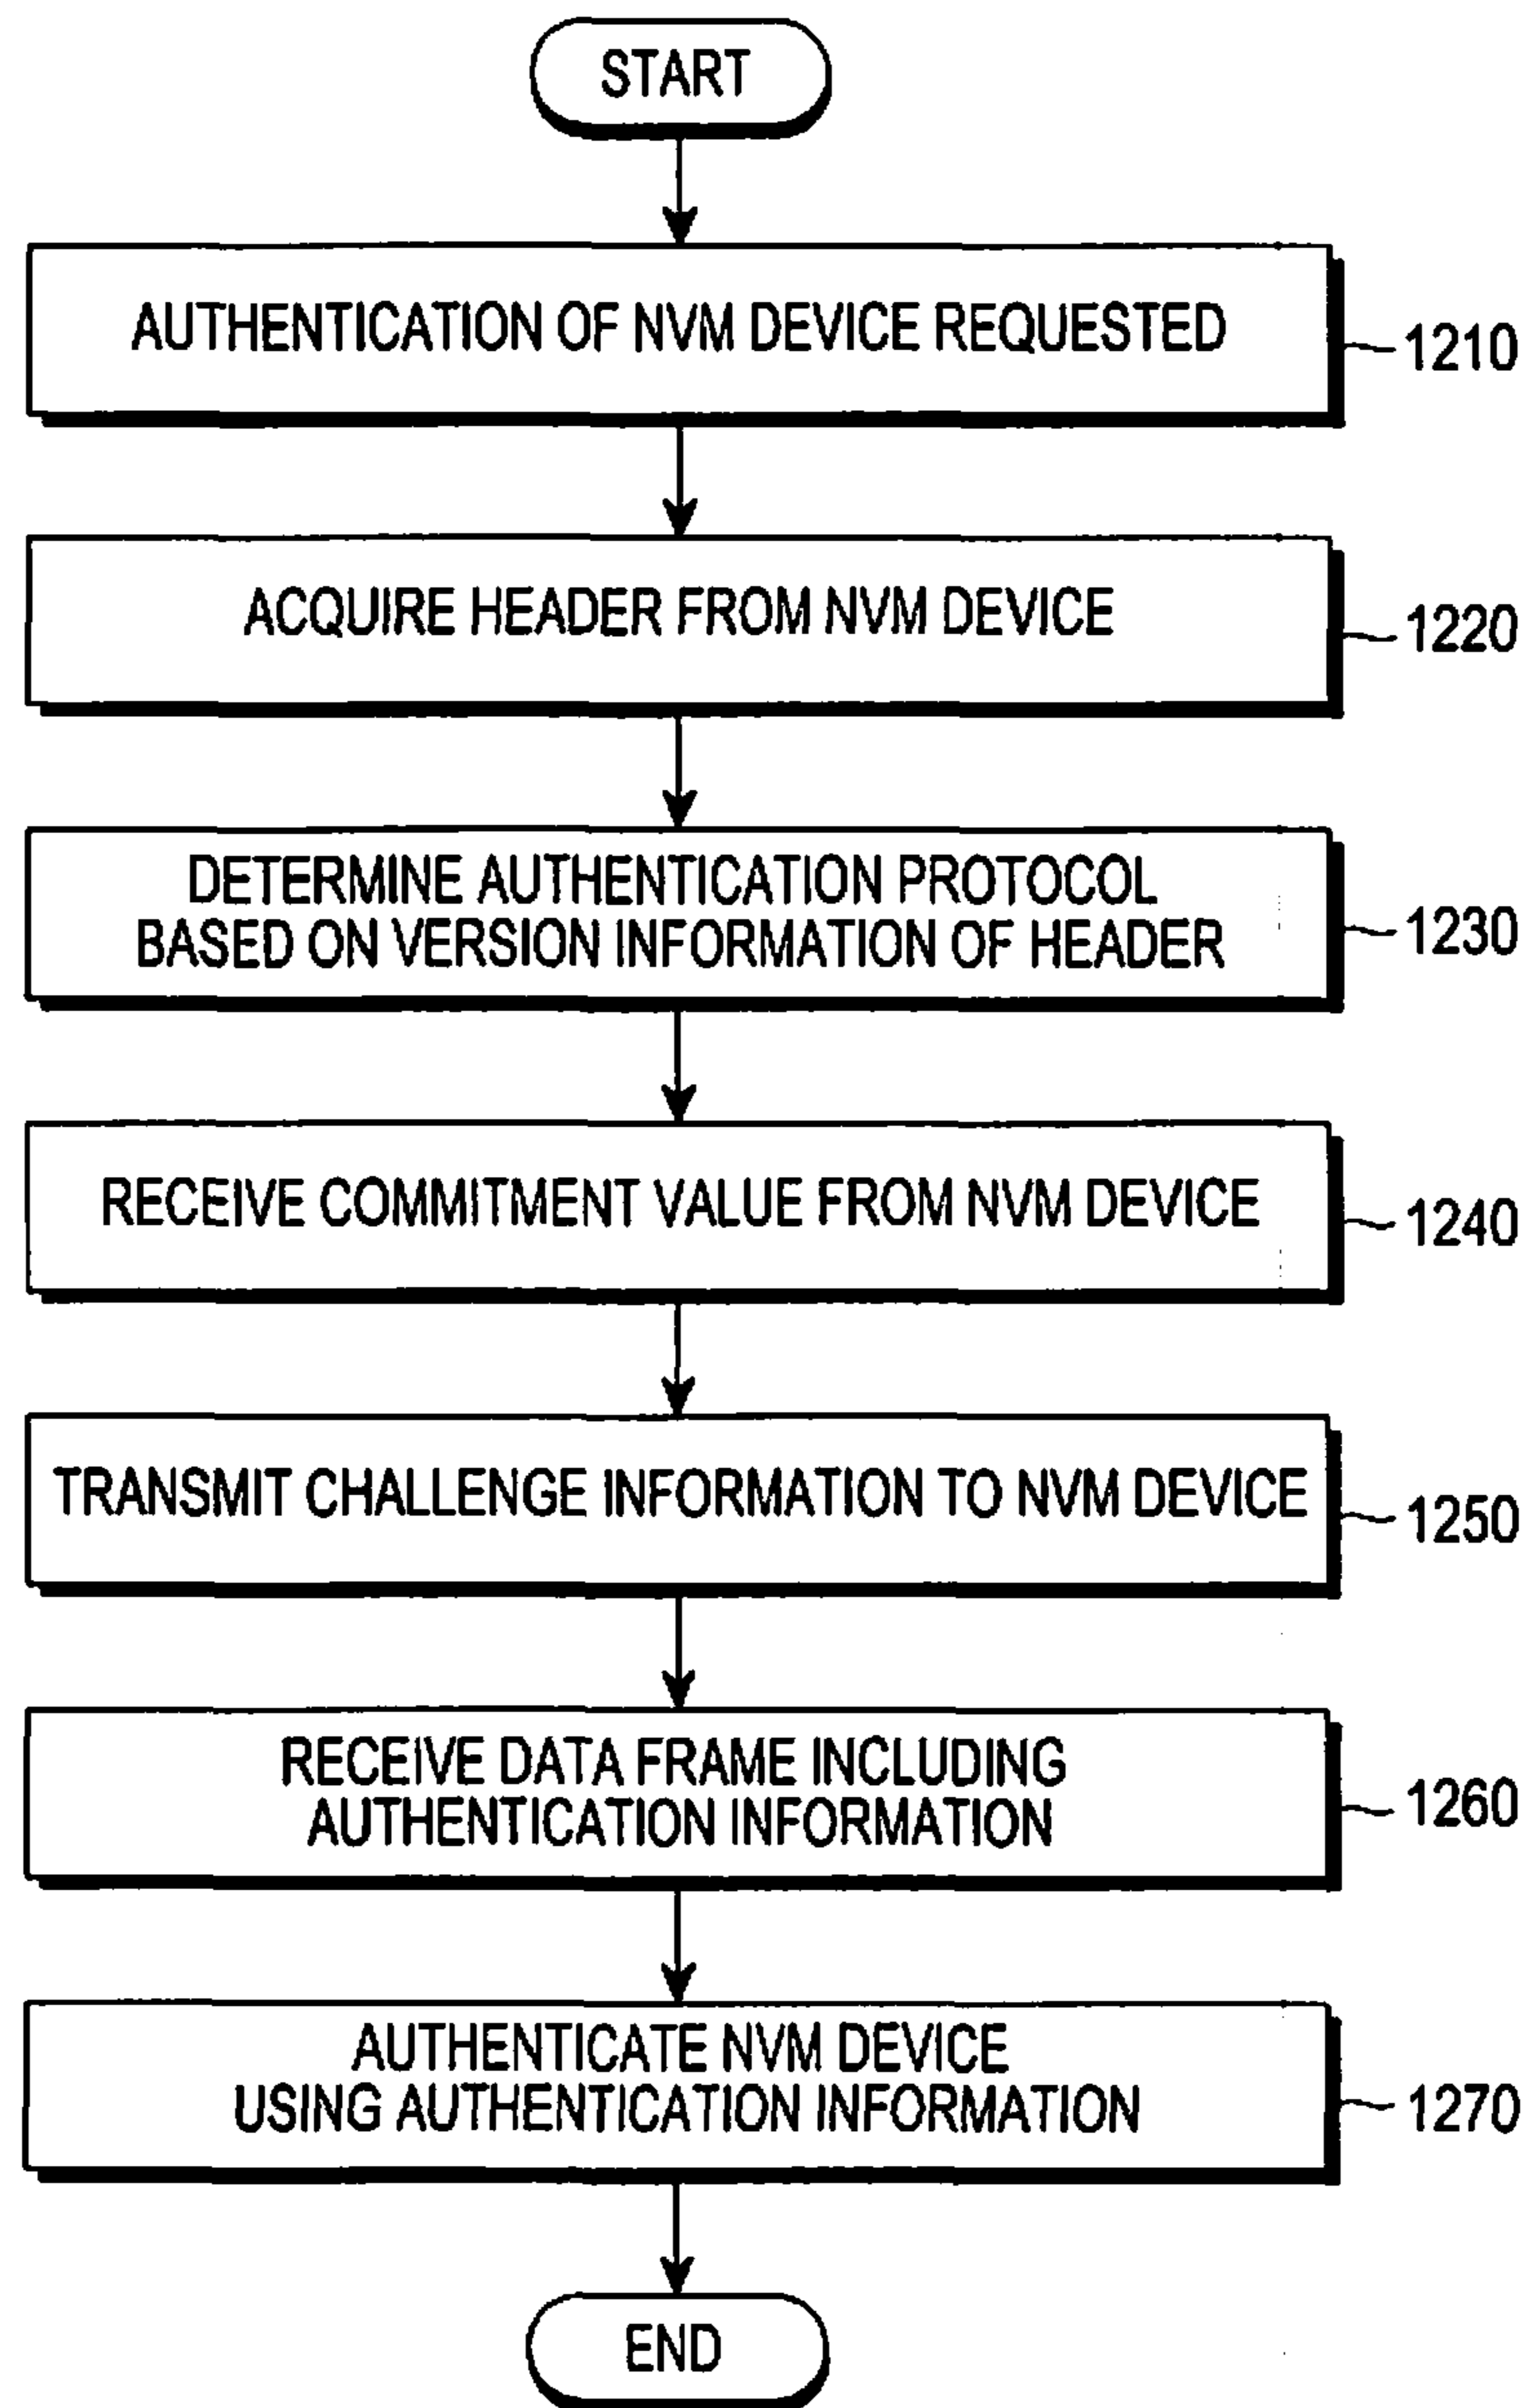 START
AUTHENTICATION OF NVM DEVICE REQUESTED
1210
ACQUIRE HEADER FROM NVM DEVICE
1220
DETERMINE AUTHENTICATION PROTOCOL
BASED ON VERSION INFORMATION OF HEADER
1230
RECEIVE COMMITMENT VALUE FROM NVM DEVICE
1240
TRANSMIT CHALLENGE INFORMATION TO NVM DEVICE
1250
RECEIVE DATA FRAME INCLUDING
AUTHENTICATION INFORMATION
1260
AUTHENTICATE NVM DEVICE
USING AUTHENTICATION INFORMATION
1270
END